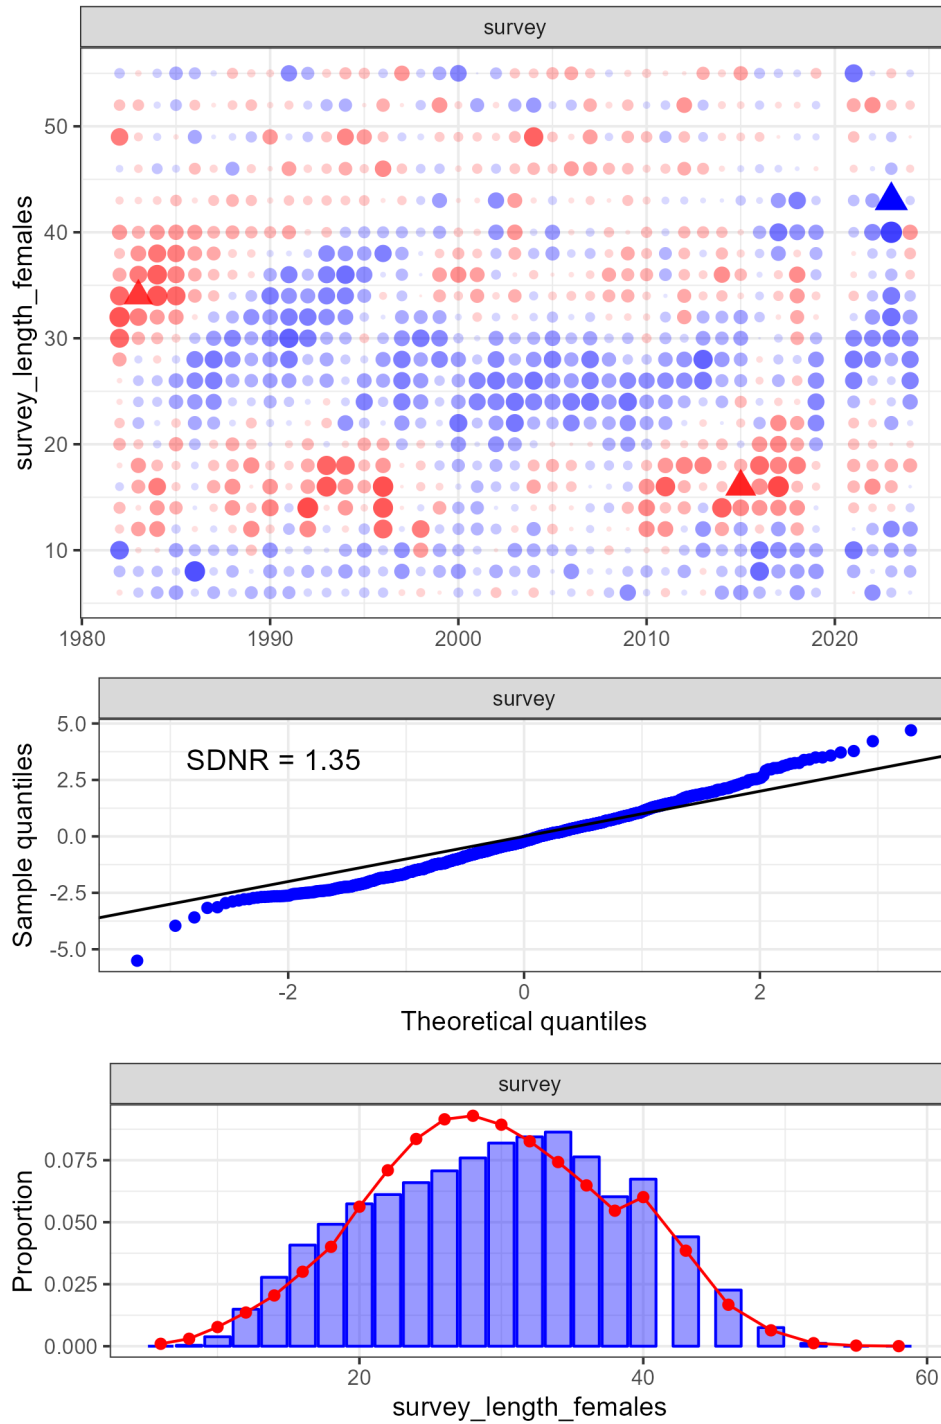 survey
survey_length_females
50
40
30
20
10
1980
1990
2000
2010
2020
survey
SDNR = 1.35
Sample quantiles
5.0
2.5
0.0
-2.5
-5.0
-2
0
2
Theoretical quantiles
survey
Proportion
0.075
0.050
0.025
0.000
20
40
60
survey_length_females